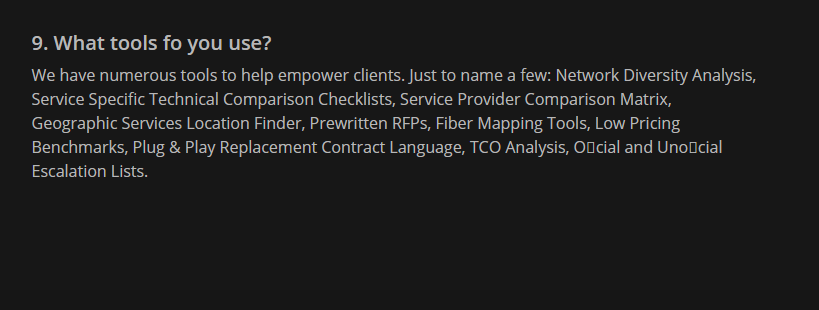 9. What tools fo you use?
We have numerous tools to help empower clients. Just to name a few: Network Diversity Analysis,
Service Specific Technical Comparison Checklists, Service Provider Comparison Matrix,
Geographic Services Location Finder, Prewritten RFPs, Fiber Mapping Tools, Low Pricing
Benchmarks, Plug & Play Replacement Contract Language, TCO Analysis, O▯cial and Uno▯cial
Escalation Lists.